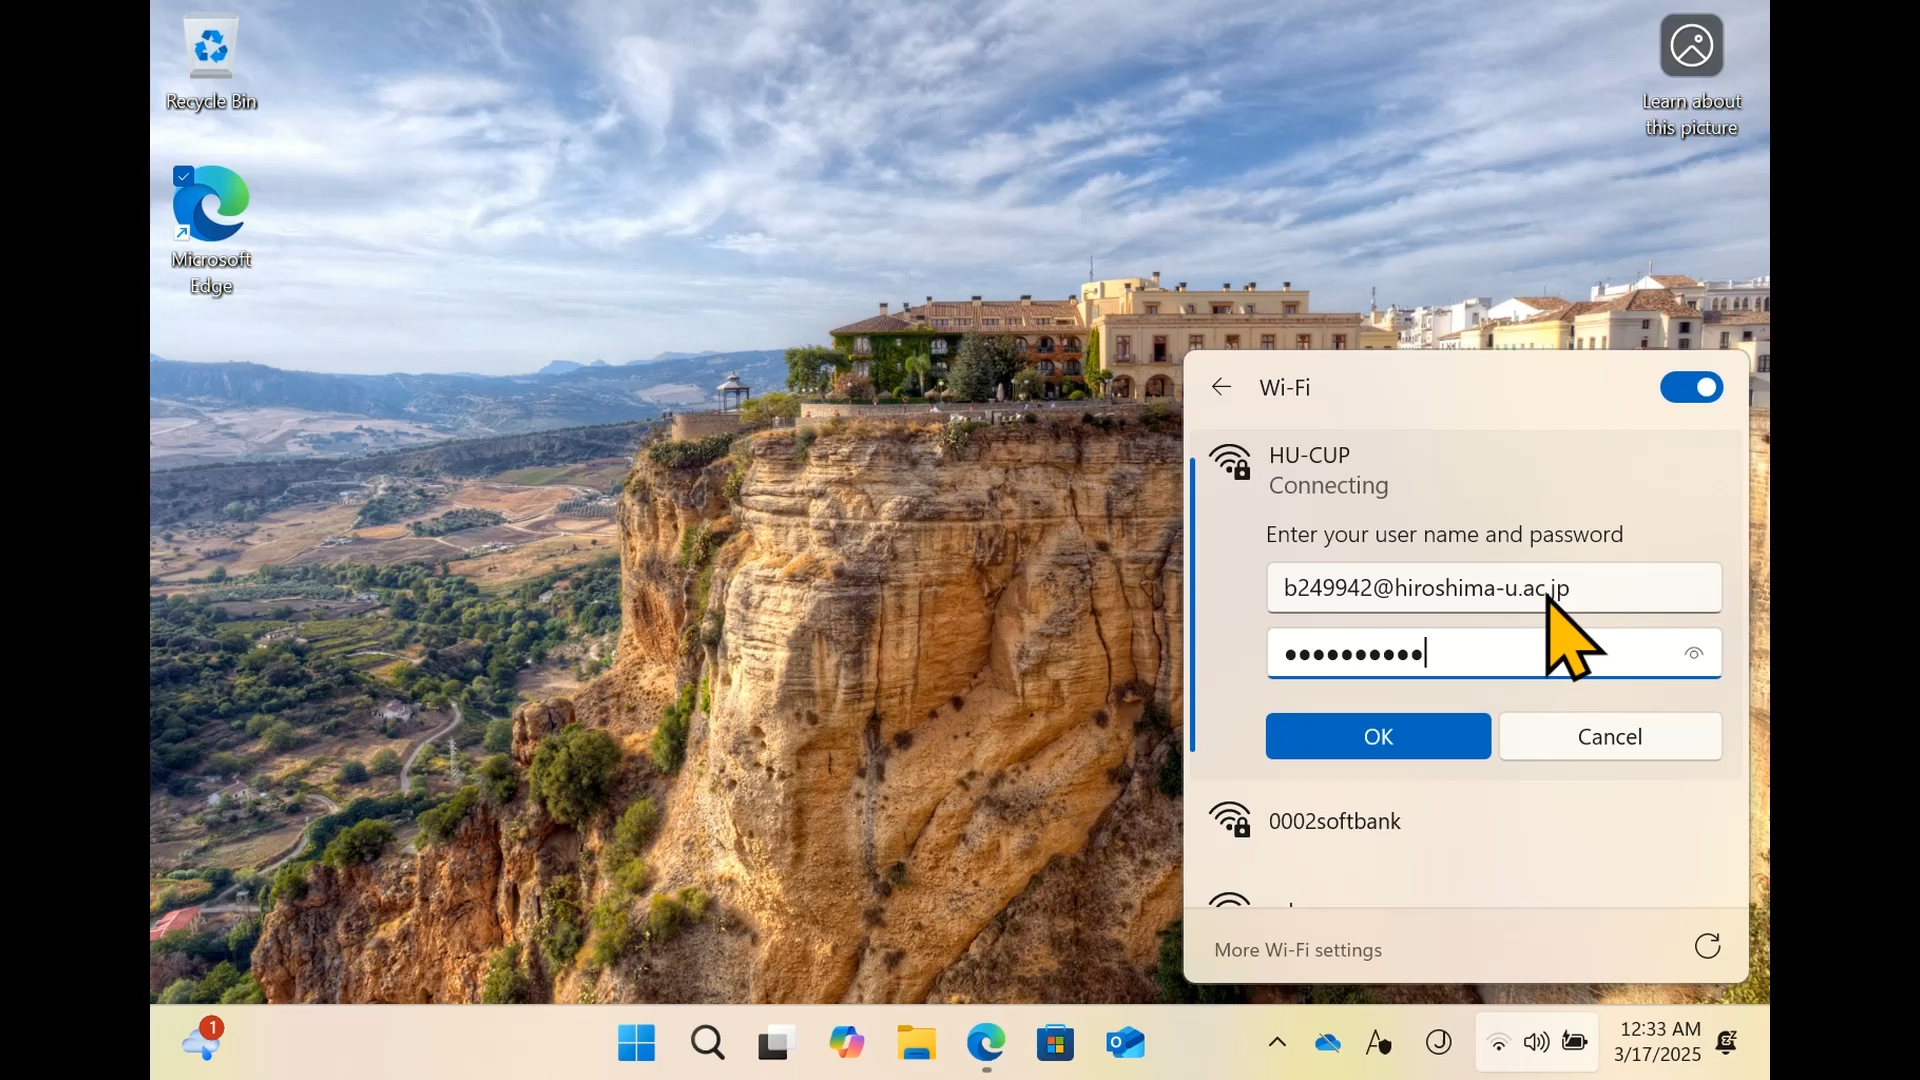 Recycle Bin
Learn about
this picture
Microsoft
Edge
Wi-Fi
HU-CUP
Connecting
Enter your user name and password
b249942@hiroshima-u.ac.jp
OK
Cancel
0002softbank
More Wi-Fi settings
1
12:33 AM
3/17/2025